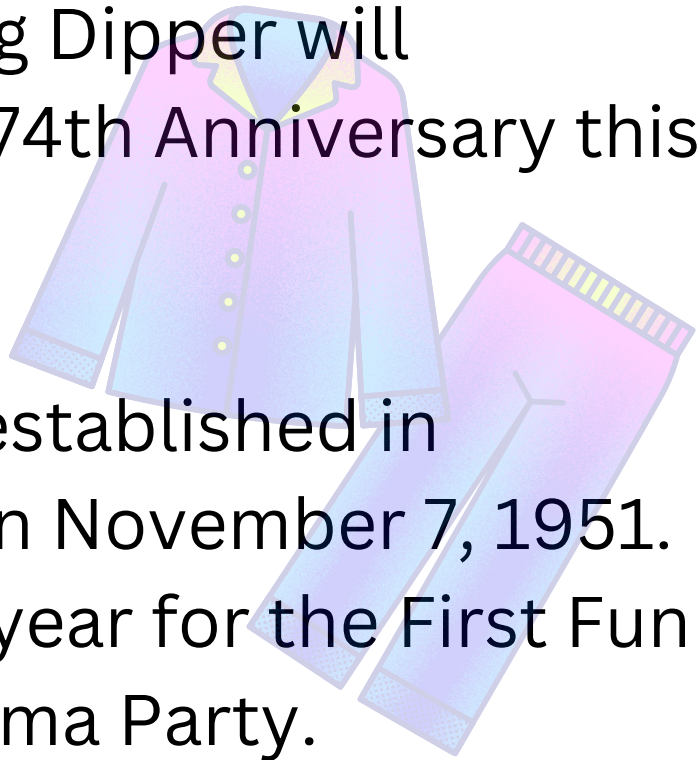 g Dipper will
74th Anniversary this
established in
n November 7, 1951.
year for the First Fun
ma Party.